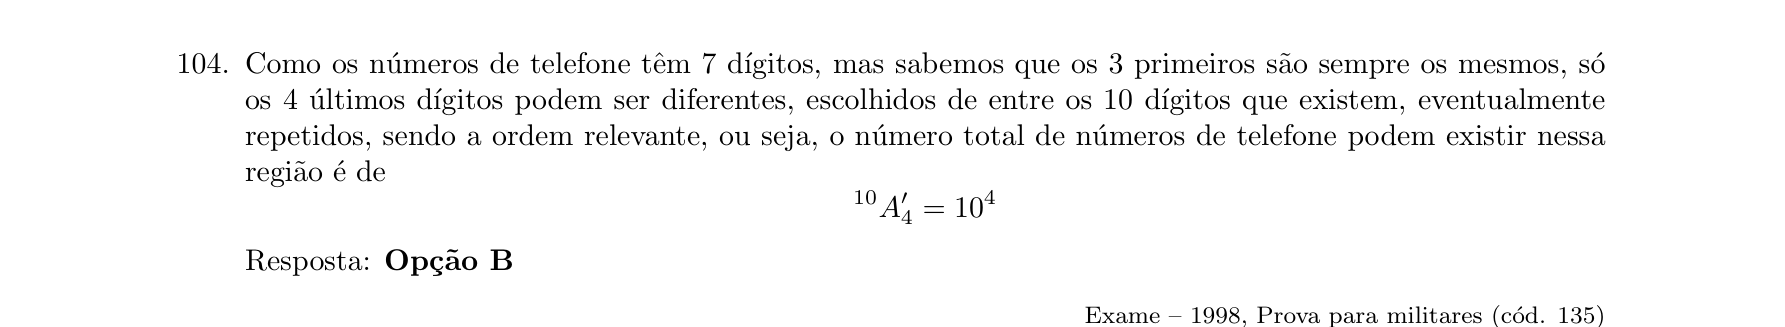 104. Como os números de telefone têm 7 dígitos, mas sabemos que os 3 primeiros são sempre os mesmos, só
os 4 últimos dígitos podem ser diferentes, escolhidos de entre os 10 dígitos que existem, eventualmente
repetidos, sendo a ordem relevante, ou seja, o número total de números de telefone podem existir nessa
região é de
¹⁰A′₄ = 10⁴
Resposta: Opção B
Exame – 1998, Prova para militares (cód. 135)